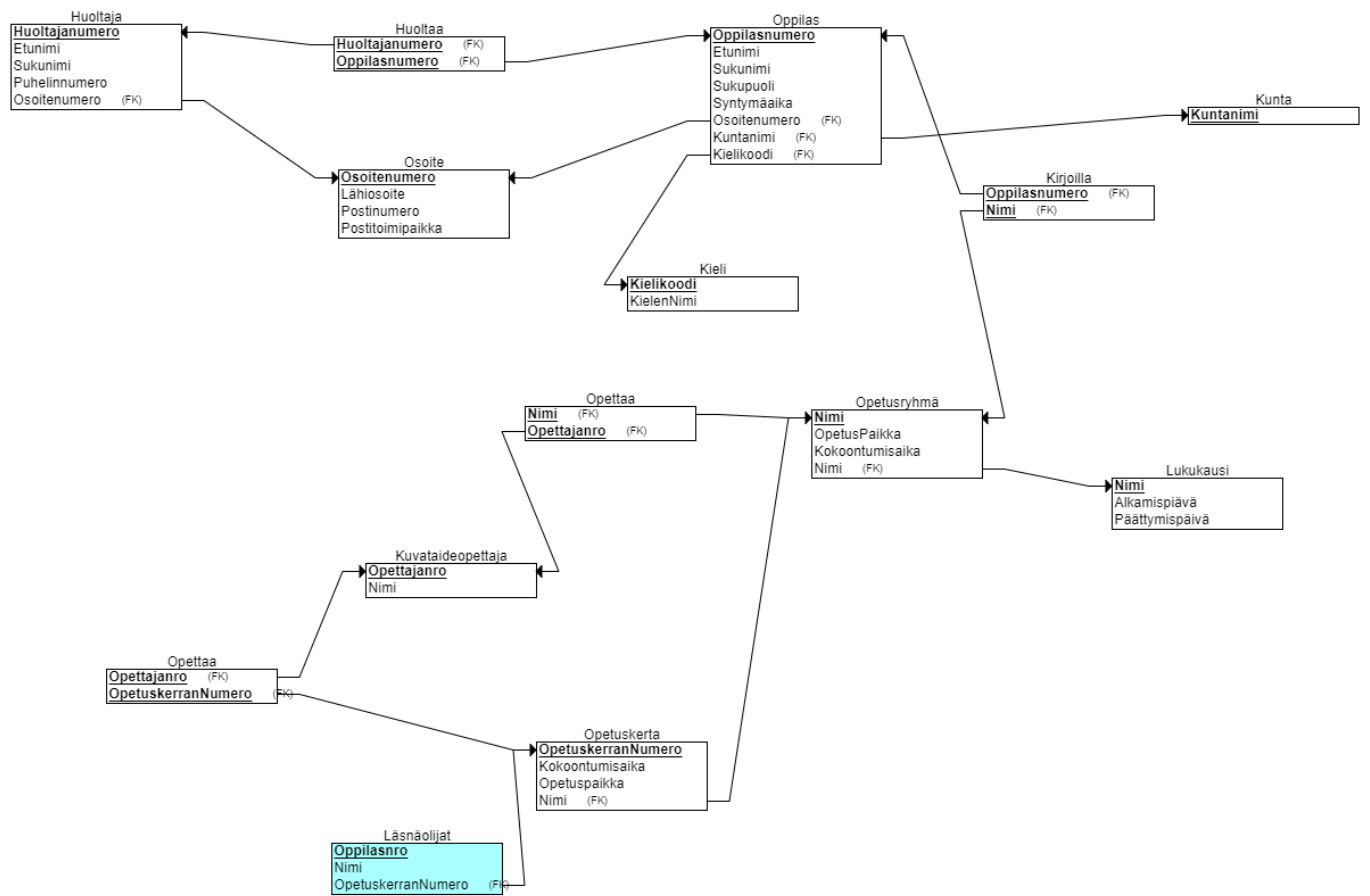 Huoltaja
Huoltajanumero
Etunimi
Sukunimi
Puhelinnumero
Osoitenumero (FK)
Huoltaa
Huoltajanumero (FK)
Oppilasnumero (FK)
Oppilas
Oppilasnumero
Etunimi
Sukunimi
Sukupuoli
Syntymäaika
Osoitenumero (FK)
Kuntanimi (FK)
Kielikoodi (FK)
Kunta
Kuntanimi
Osoite
Osoitenumero
Lähiosoite
Postinumero
Postitoimipaikka
Kirjoilla
Oppilasnumero (FK)
Nimi (FK)
Kieli
Kielikoodi
KielenNimi
Opettaa
Nimi (FK)
Opettajanro (FK)
Opetusryhmä
Nimi
OpetusPaikka
Kokoontumisaika
Nimi (FK)
Lukukausi
Nimi
Alkamispiävä
Päättymispäivä
Kuvataideopettaja
Opettajanro
Nimi
Opettaa
Opettajanro (FK)
OpetuskerranNumero (FK)
Opetuskerta
OpetuskerranNumero
Kokoontumisaika
Opetuspaikka
Nimi (FK)
Läsnäolijat
Oppilasnro
Nimi
OpetuskerranNumero (FK)